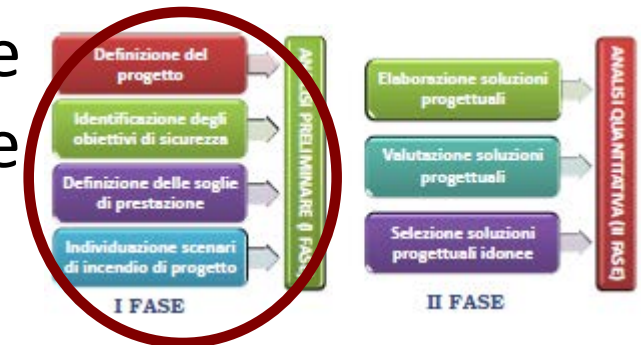 e
e
Definizione del
progetto
Identificazione degli
obiettivi di sicurezza
Definizione delle soglie
di prestazione
Individuazione scenari
di incendio di progetto
ANALISI PRELIMINARE (I FASE)
I FASE
Elaborazione soluzioni
progettuali
Valutazione soluzioni
progettuali
Selezione soluzioni
progettuali idonee
ANALISI QUANTITATIVA (II FASE)
II FASE